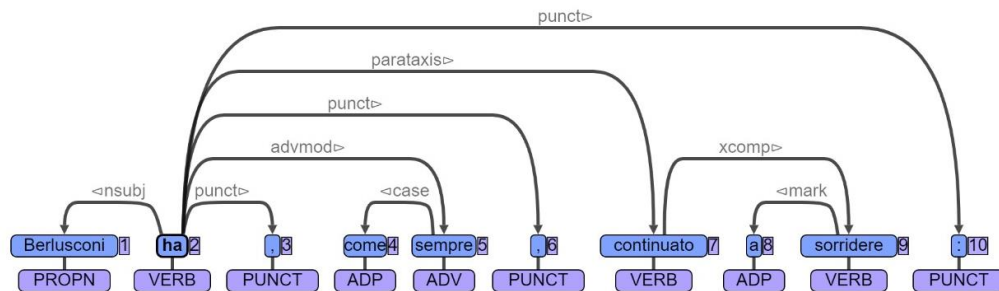 punct▻
parataxis▻
punct▻
advmod▻ xcomp▻
◅nsubj punct▻ ◅case ◅mark
Berlusconi 1 ha 2 , 3 come 4 sempre 5 , 6 continuato 7 a 8 sorridere 9 : 10
PROPN VERB PUNCT ADP ADV PUNCT VERB ADP VERB PUNCT